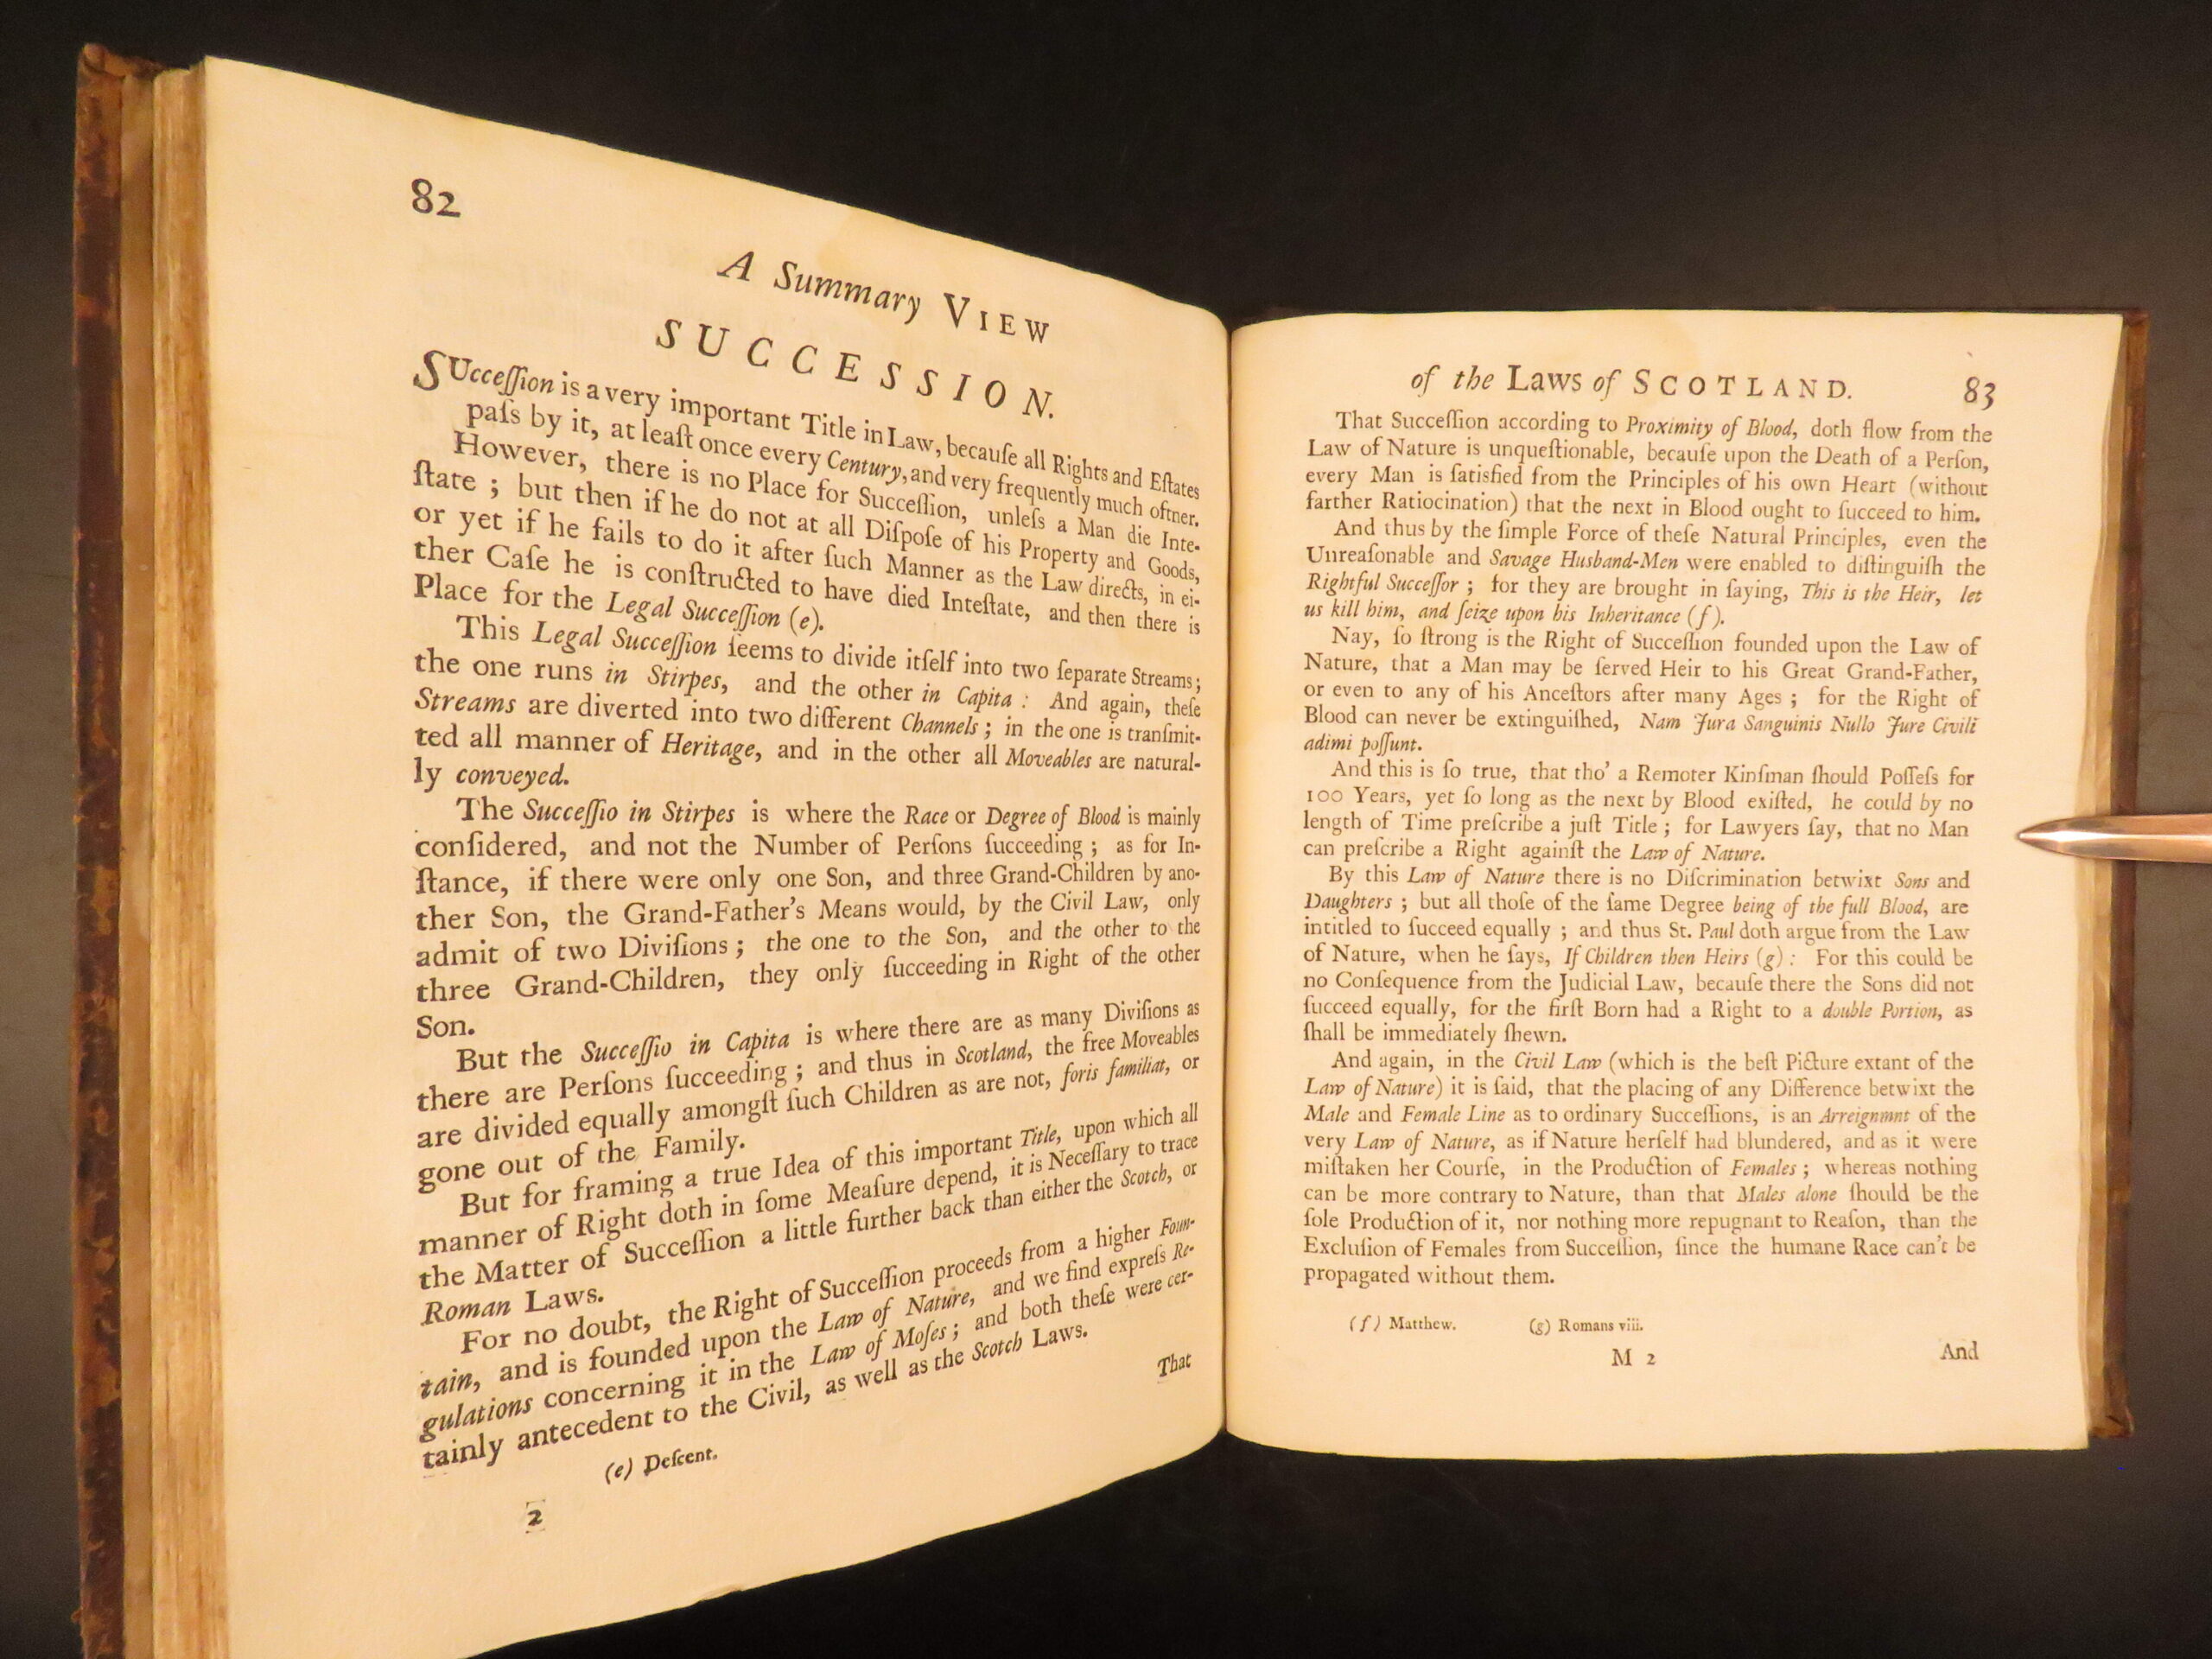 82
A Summary VIEW
SUCCESSION.
SUcceſſion is a very important Title in Law, becauſe all Rights and Eſtates
paſs by it, at leaſt once every Century, and very frequently much oftner.
However, there is no Place for Succeſſion, unleſs a Man die Inte-
ſtate ; but then if he do not at all Diſpoſe of his Property and Goods,
or yet if he fails to do it after ſuch Manner as the Law directs, in ei-
ther Caſe he is conſtructed to have died Inteſtate, and then there is
Place for the Legal Succeſſion (e).
This Legal Succeſſion ſeems to divide itſelf into two ſeparate Streams;
the one runs in Stirpes, and the other in Capita : And again, theſe
Streams are diverted into two different Channels ; in the one is tranſmit-
ted all manner of Heritage, and in the other all Moveables are natural-
ly conveyed.
The Succeſſio in Stirpes is where the Race or Degree of Blood is mainly
conſidered, and not the Number of Perſons ſucceeding ; as for In-
ſtance, if there were only one Son, and three Grand-Children by ano-
ther Son, the Grand-Father's Means would, by the Civil Law, only
admit of two Diviſions ; the one to the Son, and the other to the
three Grand-Children, they only ſucceeding in Right of the other
Son.
But the Succeſſio in Capita is where there are as many Diviſions as
there are Perſons ſucceeding ; and thus in Scotland, the free Moveables
are divided equally amongſt ſuch Children as are not, foris familiat, or
gone out of the Family.
But for framing a true Idea of this important Title, upon which all
manner of Right doth in ſome Meaſure depend, it is Neceſſary to trace
the Matter of Succeſſion a little further back than either the Scotch, or
Roman Laws.
For no doubt, the Right of Succeſſion proceeds from a higher Foun-
tain, and is founded upon the Law of Nature, and we find expreſs Re-
gulations concerning it in the Law of Moſes ; and both theſe were cer-
tainly antecedent to the Civil, as well as the Scotch Laws.
That
(e) Deſcent.
2
of the Laws of SCOTLAND. 83
That Succeſſion according to Proximity of Blood, doth flow from the
Law of Nature is unqueſtionable, becauſe upon the Death of a Perſon,
every Man is ſatisfied from the Principles of his own Heart (without
farther Ratiocination) that the next in Blood ought to ſucceed to him.
And thus by the ſimple Force of theſe Natural Principles, even the
Unreaſonable and Savage Husband-Men were enabled to diſtinguiſh the
Rightful Succeſſor ; for they are brought in ſaying, This is the Heir, let
us kill him, and ſeize upon his Inheritance (f).
Nay, ſo ſtrong is the Right of Succeſſion founded upon the Law of
Nature, that a Man may be ſerved Heir to his Great Grand-Father,
or even to any of his Anceſtors after many Ages ; for the Right of
Blood can never be extinguiſhed, Nam Jura Sanguinis Nullo Jure Civili
adimi poſſunt.
And this is ſo true, that tho' a Remoter Kinſman ſhould Poſſeſs for
100 Years, yet ſo long as the next by Blood exiſted, he could by no
length of Time preſcribe a juſt Title ; for Lawyers ſay, that no Man
can preſcribe a Right againſt the Law of Nature.
By this Law of Nature there is no Diſcrimination betwixt Sons and
Daughters ; but all thoſe of the ſame Degree being of the full Blood, are
intitled to ſucceed equally ; and thus St. Paul doth argue from the Law
of Nature, when he ſays, If Children then Heirs (g) : For this could be
no Conſequence from the Judicial Law, becauſe there the Sons did not
ſucceed equally, for the firſt Born had a Right to a double Portion, as
ſhall be immediately ſhewn.
And again, in the Civil Law (which is the beſt Picture extant of the
Law of Nature) it is ſaid, that the placing of any Difference betwixt the
Male and Female Line as to ordinary Succeſſions, is an Arreignmnt of the
very Law of Nature, as if Nature herſelf had blundered, and as it were
miſtaken her Courſe, in the Production of Females ; whereas nothing
can be more contrary to Nature, than that Males alone ſhould be the
ſole Production of it, nor nothing more repugnant to Reaſon, than the
Excluſion of Females from Succeſſion, ſince the humane Race can't be
propagated without them.
(f) Matthew. (g) Romans viii.
M 2 And